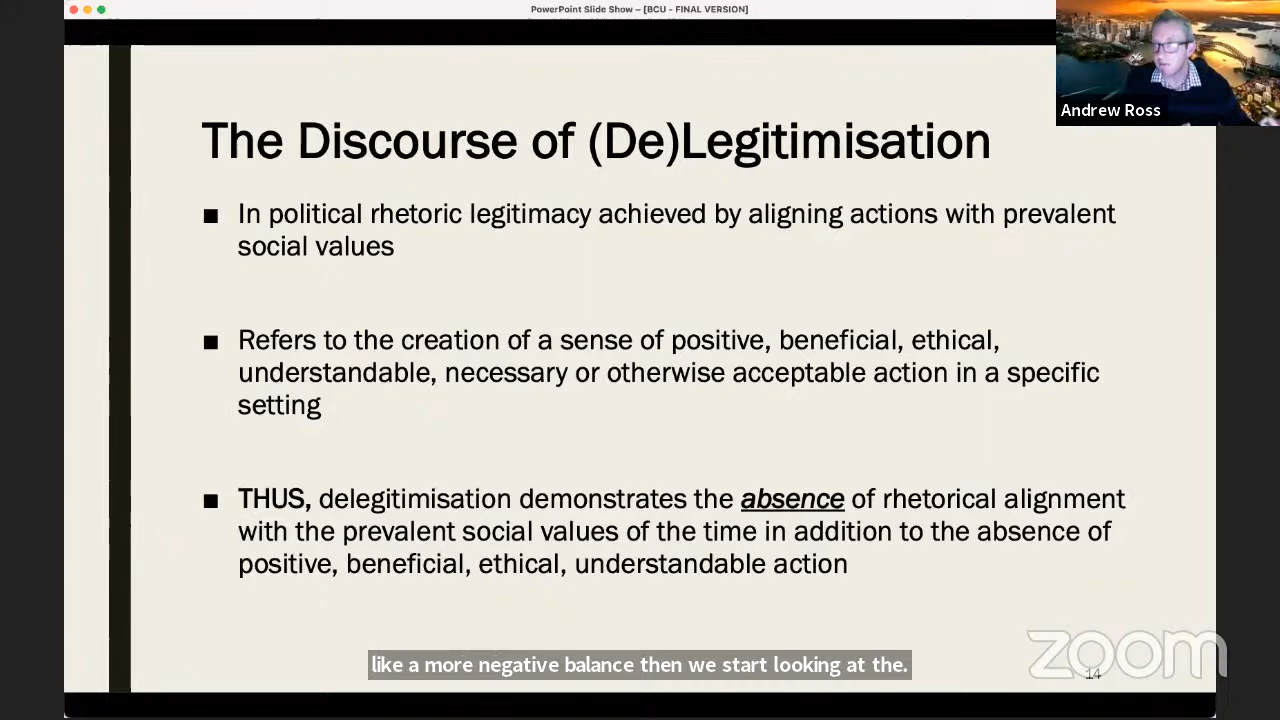 PowerPoint Slide Show – [BCU - FINAL VERSION]
Andrew Ross
The Discourse of (De)Legitimisation
■ In political rhetoric legitimacy achieved by aligning actions with prevalent
social values
■ Refers to the creation of a sense of positive, beneficial, ethical,
understandable, necessary or otherwise acceptable action in a specific
setting
■ THUS, delegitimisation demonstrates the absence of rhetorical alignment
with the prevalent social values of the time in addition to the absence of
positive, beneficial, ethical, understandable action
like a more negative balance then we start looking at the.
zoom
14